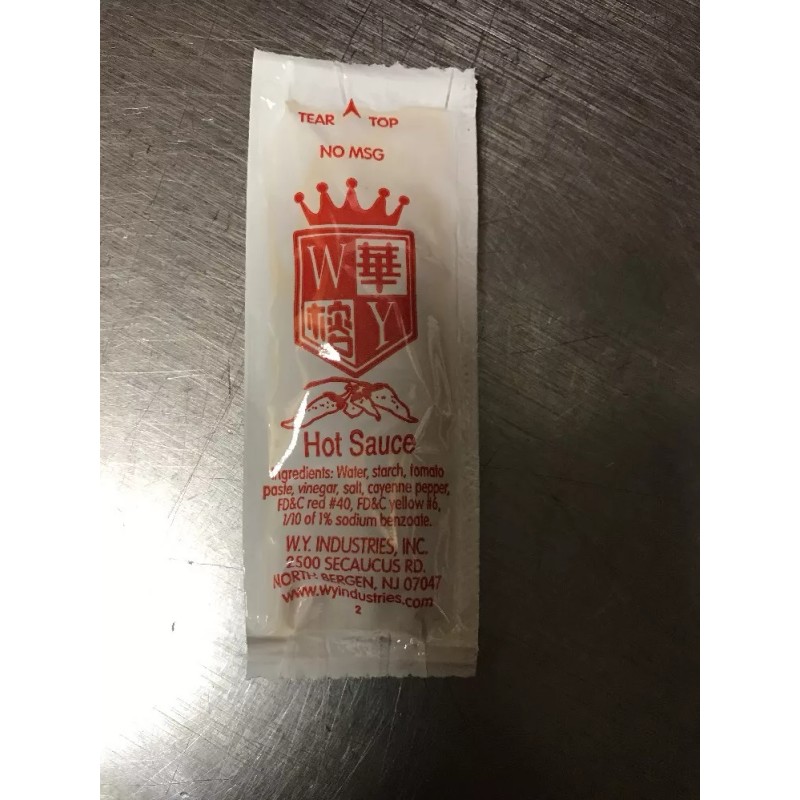 TEAR TOP
NO MSG
W 華
榕 Y
Hot Sauce
Ingredients: Water, starch, tomato
paste, vinegar, salt, cayenne pepper,
FD&C red #40, FD&C yellow #6,
1/10 of 1% sodium benzoate.
W.Y. INDUSTRIES, INC.
2500 SECAUCUS RD.
NORTH BERGEN, NJ 07047
www.wyindustries.com
2